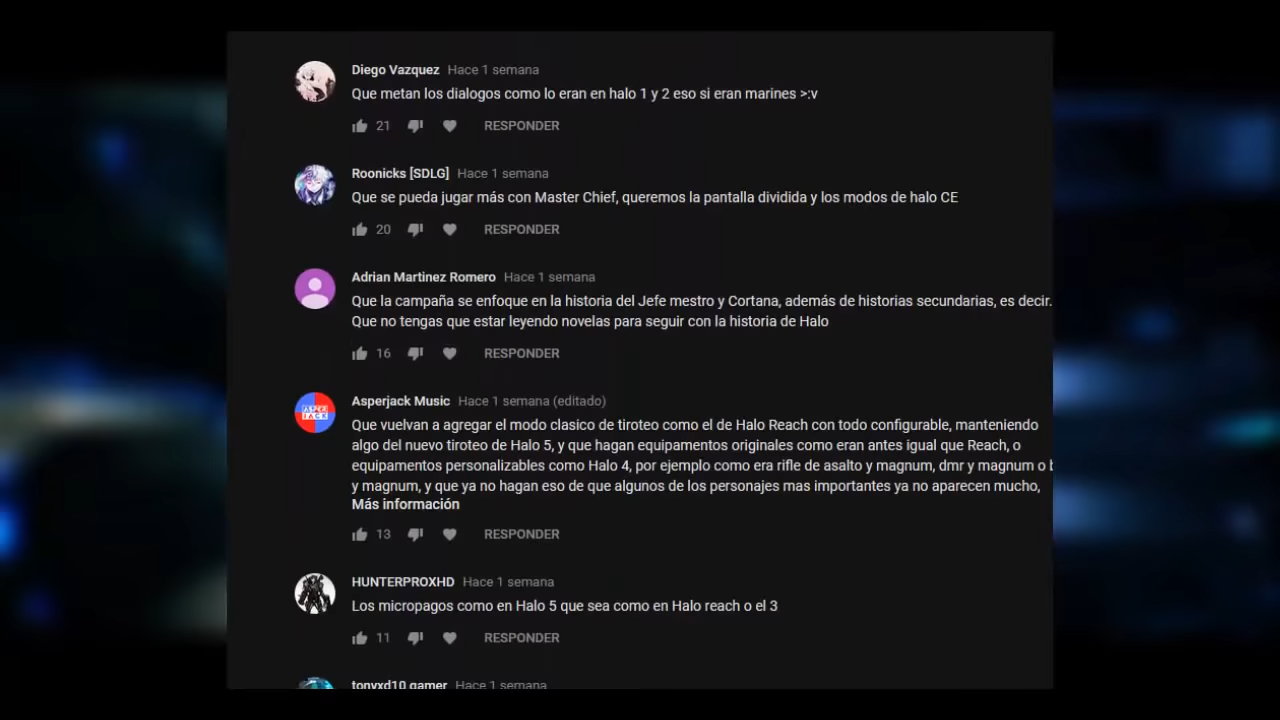 Diego Vazquez Hace 1 semana
Que metan los dialogos como lo eran en halo 1 y 2 eso si eran marines >:v
21 RESPONDER
Roonicks [SDLG] Hace 1 semana
Que se pueda jugar más con Master Chief, queremos la pantalla dividida y los modos de halo CE
20 RESPONDER
Adrian Martinez Romero Hace 1 semana
Que la campaña se enfoque en la historia del Jefe mestro y Cortana, además de historias secundarias, es decir.
Que no tengas que estar leyendo novelas para seguir con la historia de Halo
16 RESPONDER
Asperjack Music Hace 1 semana (editado)
Que vuelvan a agregar el modo clasico de tiroteo como el de Halo Reach con todo configurable, manteniendo
algo del nuevo tiroteo de Halo 5, y que hagan equipamentos originales como eran antes igual que Reach, o
equipamentos personalizables como Halo 4, por ejemplo como era rifle de asalto y magnum, dmr y magnum o
y magnum, y que ya no hagan eso de que algunos de los personajes mas importantes ya no aparecen mucho,
Más información
13 RESPONDER
HUNTERPROXHD Hace 1 semana
Los micropagos como en Halo 5 que sea como en Halo reach o el 3
11 RESPONDER
tonyxd10 gamer Hace 1 semana